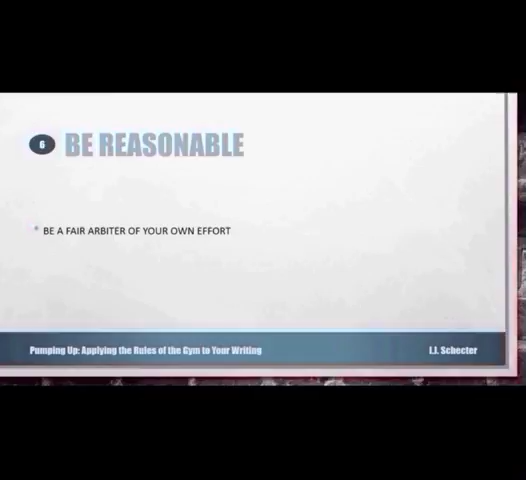 6 BE REASONABLE
* BE A FAIR ARBITER OF YOUR OWN EFFORT
Pumping Up: Applying the Rules of the Gym to Your Writing I.J. Schecter